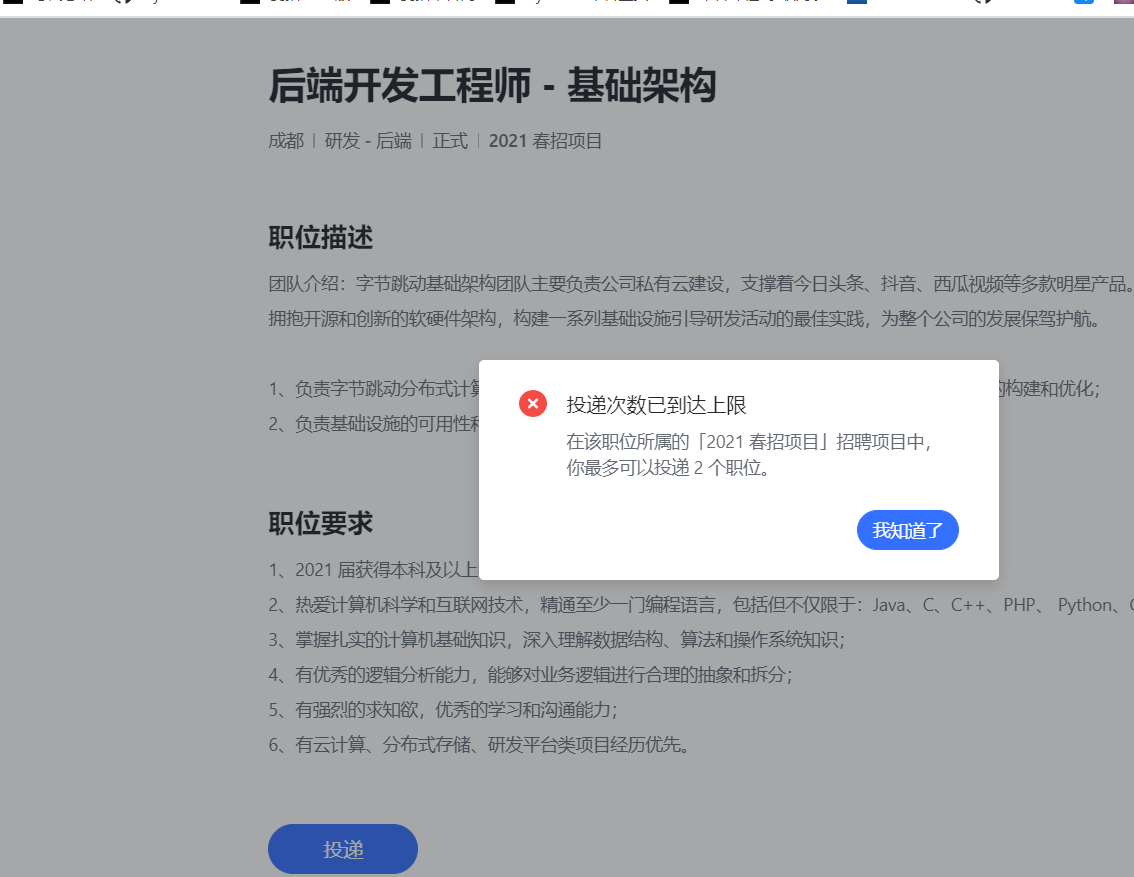 后端开发工程师 - 基础架构
成都 | 研发 - 后端 | 正式 | 2021 春招项目
职位描述
团队介绍：字节跳动基础架构团队主要负责公司私有云建设，支撑着今日头条、抖音、西瓜视频等多款明星产品。
拥抱开源和创新的软硬件架构，构建一系列基础设施引导研发活动的最佳实践，为整个公司的发展保驾护航。
1、负责字节跳动分布式计算
的构建和优化；
2、负责基础设施的可用性和
投递次数已到达上限
在该职位所属的「2021 春招项目」招聘项目中，
你最多可以投递 2 个职位。
我知道了
职位要求
1、2021 届获得本科及以上
2、热爱计算机科学和互联网技术，精通至少一门编程语言，包括但不仅限于：Java、C、C++、PHP、 Python、
3、掌握扎实的计算机基础知识，深入理解数据结构、算法和操作系统知识；
4、有优秀的逻辑分析能力，能够对业务逻辑进行合理的抽象和拆分；
5、有强烈的求知欲，优秀的学习和沟通能力；
6、有云计算、分布式存储、研发平台类项目经历优先。
投递